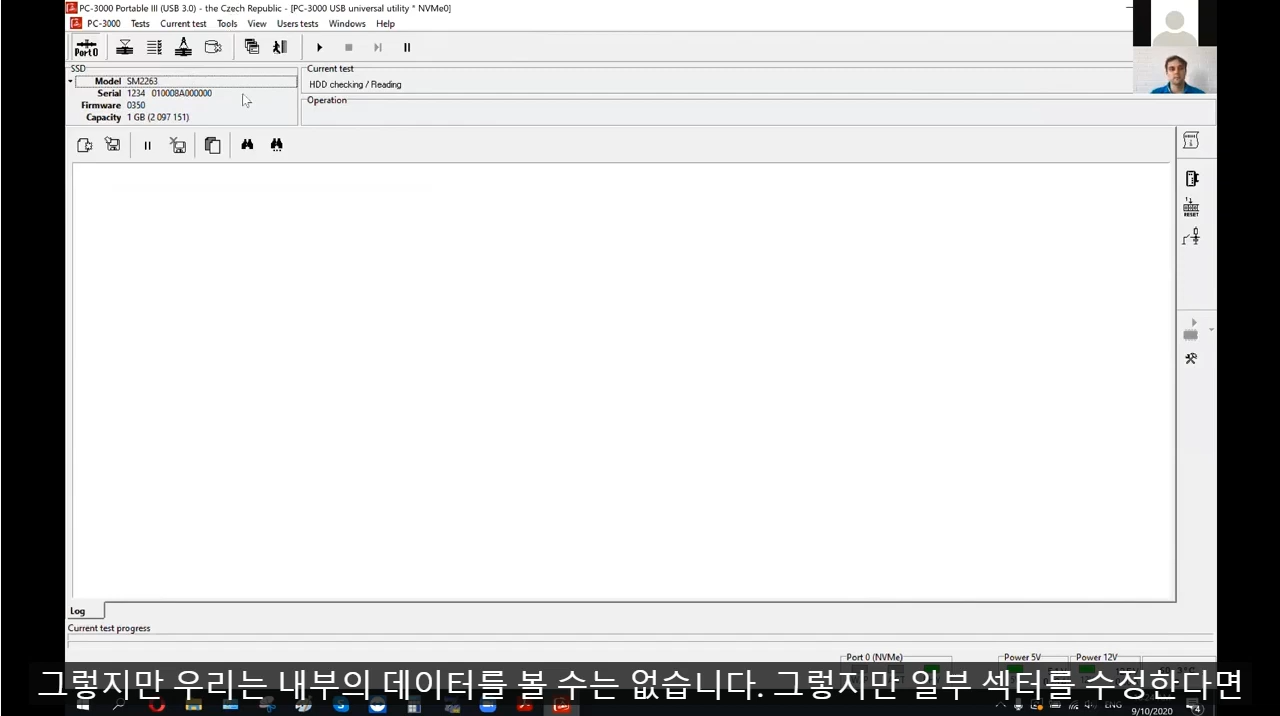 PC-3000 Portable III (USB 3.0) - the Czech Republic - [PC-3000 USB universal utility * NVMe0]
PC-3000 Tests Current test Tools View Users tests Windows Help
Port 0
SSD
Model SM2263
Serial 1234 010008A000000
Firmware 0350
Capacity 1 GB (2 097 151)
Current test
HDD checking / Reading
Operation
RESET
Log
Current test progress
Port 0 (NVMe) Power 5V Power 12V
그렇지만 우리는 내부의 데이터를 볼 수는 없습니다. 그렇지만 일부 섹터를 수정한다면
ENG
9/10/2020